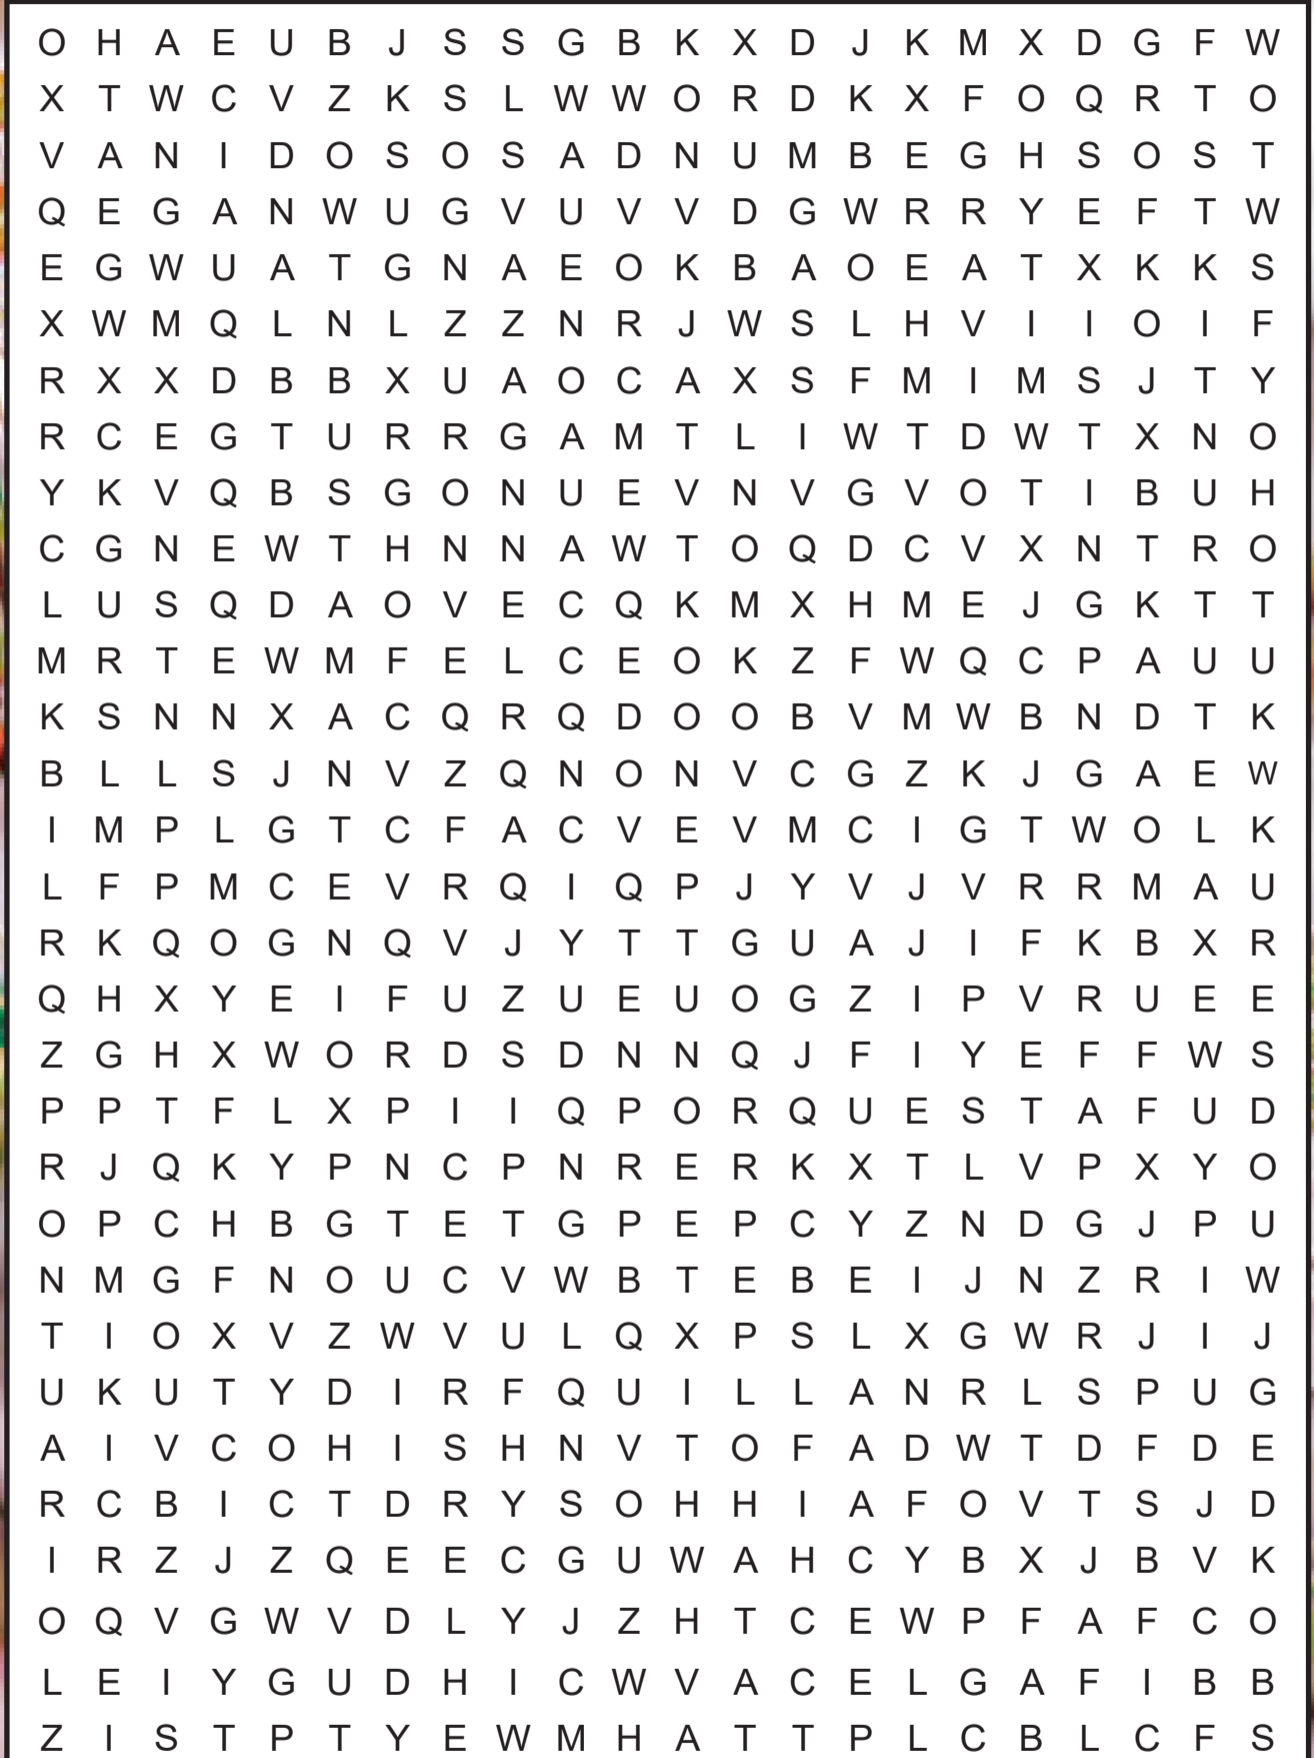 O H A E U B J S S G B K X D J K M X D G F W
X T W C V Z K S L W W O R D K X F O Q R T O
V A N I D O S O S A D N U M B E G H S O S T
Q E G A N W U G V U V V D G W R R Y E F T W
E G W U A T G N A E O K B A O E A T X K K S
X W M Q L N L Z Z N R J W S L H V I I O I F
R X X D B B X U A O C A X S F M I M S J T Y
R C E G T U R R G A M T L I W T D W T X N O
Y K V Q B S G O N U E V N V G V O T I B U H
C G N E W T H N N A W T O Q D C V X N T R O
L U S Q D A O V E C Q K M X H M E J G K T T
M R T E W M F E L C E O K Z F W Q C P A U U
K S N N X A C Q R Q D O O B V M W B N D T K
B L L S J N V Z Q N O N V C G Z K J G A E W
I M P L G T C F A C V E V M C I G T W O L K
L F P M C E V R Q I Q P J Y V J V R R M A U
R K Q O G N Q V J Y T T G U A J I F K B X R
Q H X Y E I F U Z U E U O G Z I P V R U E E
Z G H X W O R D S D N N Q J F I Y E F F W S
P P T F L X P I I Q P O R Q U E S T A F U D
R J Q K Y P N C P N R E R K X T L V P X Y O
O P C H B G T E T G P E P C Y Z N D G J P U
N M G F N O U C V W B T E B E I J N Z R I W
T I O X V Z W V U L Q X P S L X G W R J I J
U K U T Y D I R F Q U I L L A N R L S P U G
A I V C O H I S H N V T O F A D W T D F D E
R C B I C T D R Y S O H H I A F O V T S J D
I R Z J Z Q E E C G U W A H C Y B X J B V K
O Q V G W V D L Y J Z H T C E W P F A F C O
L E I Y G U D H I C W V A C E L G A F I B B
Z I S T P T Y E W M H A T T P L C B L C F S